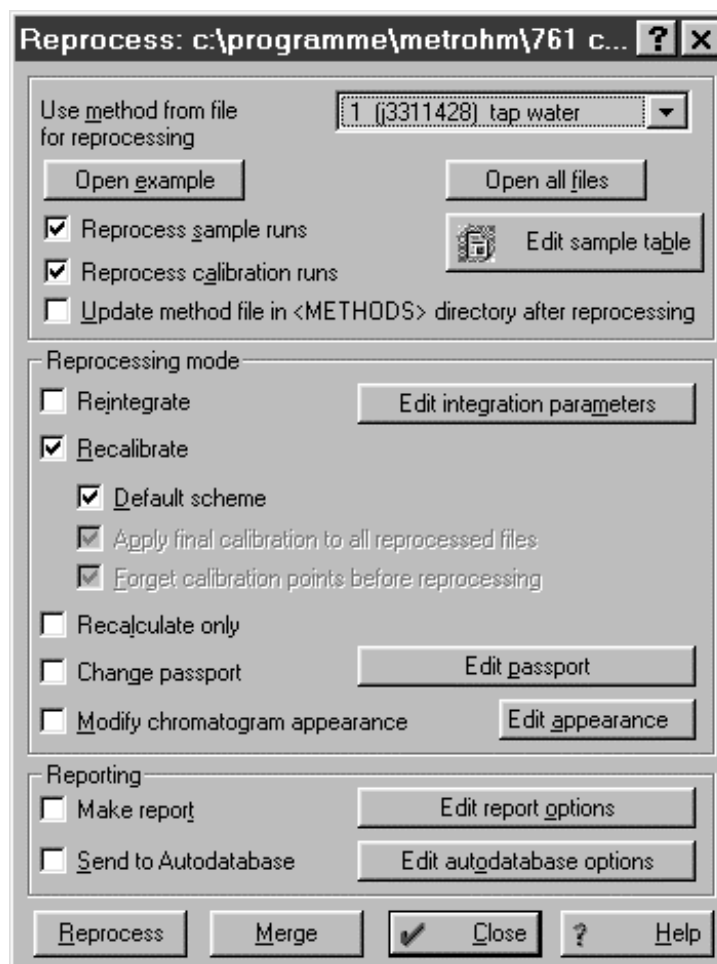 Reprocess: c:\programme\metrohm\761 c... ? X
Use method from file
for reprocessing
1 (j3311428) tap water
Open example
Open all files
Reprocess sample runs
Edit sample table
Reprocess calibration runs
Update method file in <METHODS> directory after reprocessing
Reprocessing mode
Reintegrate
Edit integration parameters
Recalibrate
Default scheme
Apply final calibration to all reprocessed files
Forget calibration points before reprocessing
Recalculate only
Change passport
Edit passport
Modify chromatogram appearance
Edit appearance
Reporting
Make report
Edit report options
Send to Autodatabase
Edit autodatabase options
Reprocess
Merge
Close
? Help